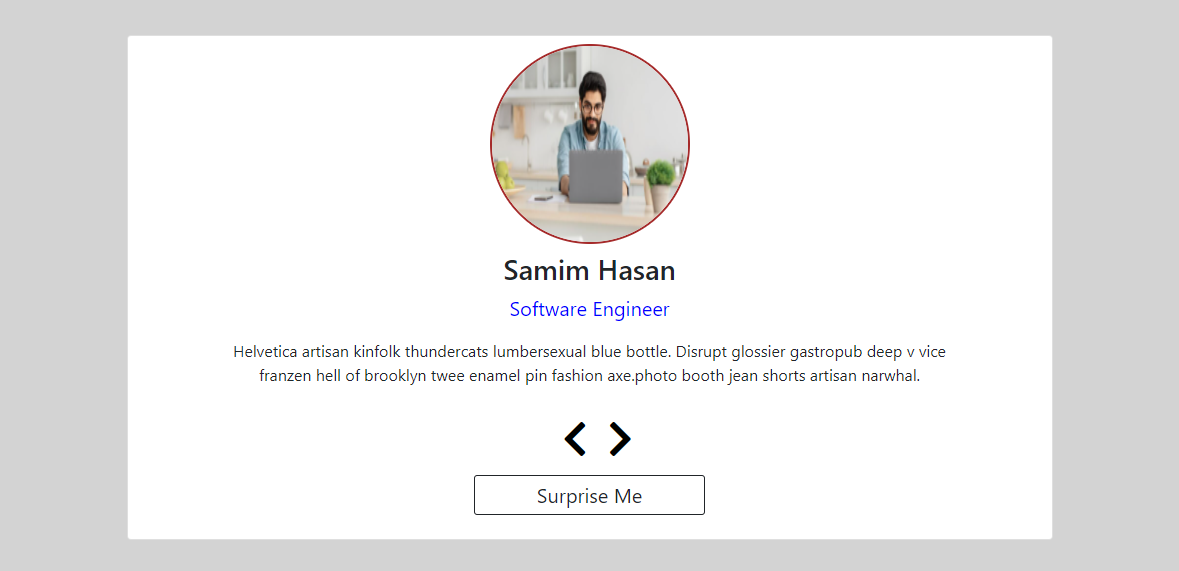 Samim Hasan
Software Engineer
Helvetica artisan kinfolk thundercats lumbersexual blue bottle. Disrupt glossier gastropub deep v vice
franzen hell of brooklyn twee enamel pin fashion axe.photo booth jean shorts artisan narwhal.
Surprise Me